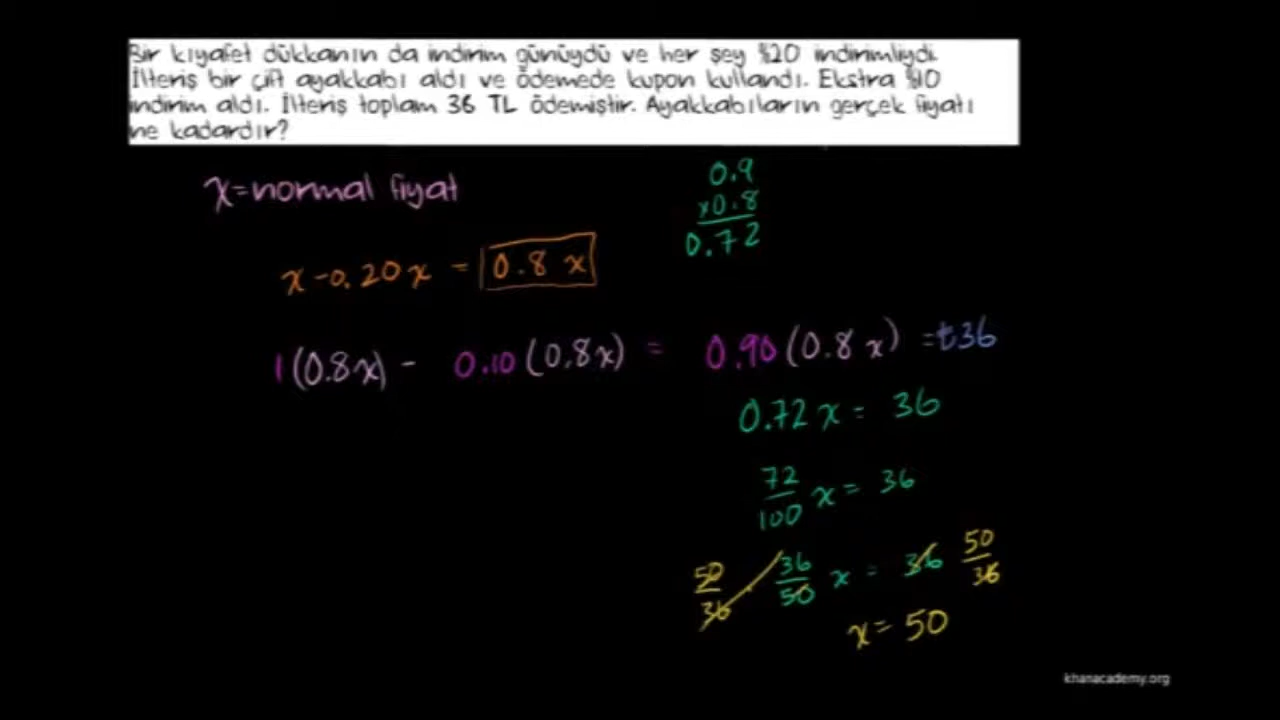 Bir kıyafet dükkanın da indirim günüydü ve her şey %20 indirimliydi.
İlteriş bir çift ayakkabı aldı ve ödemede kupon kullandı. Ekstra %10
indirim aldı. İlteriş toplam 36 TL ödemiştir. Ayakkabıların gerçek fiyatı
ne kadardır?
x=normal fiyat
0.9
x0.8
0.72
x-0.20x = 0.8 x
1(0.8x) - 0.10(0.8x) = 0.90(0.8x) = ₺36
0.72x = 36
72/100 x = 36
50/36 · 36/50 x = 36 50/36
x = 50
khanacademy.org